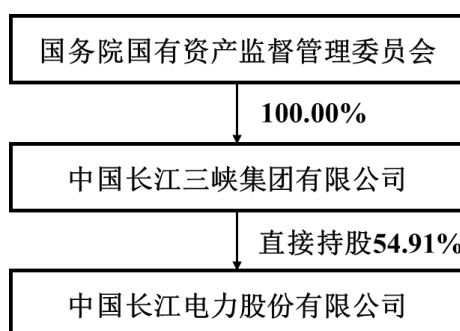 国务院国有资产监督管理委员会
100.00%
中国长江三峡集团有限公司
直接持股54.91%
中国长江电力股份有限公司